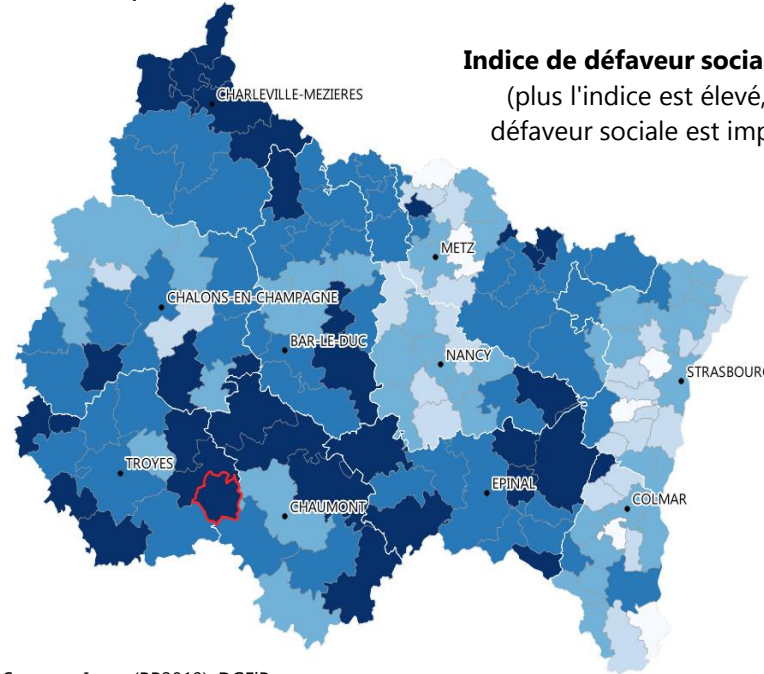 Indice de défaveur socia
(plus l'indice est élevé,
défaveur sociale est imp
CHARLEVILLE-MEZIERES
METZ
CHALONS-EN-CHAMPAGNE
BAR-LE-DUC
NANCY
STRASBOURG
TROYES
EPINAL
CHAUMONT
COLMAR